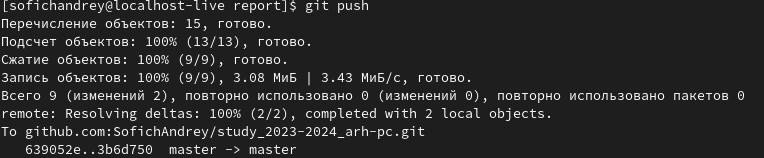 [sofichandrey@localhost-live report]$ git push
Перечисление объектов: 15, готово.
Подсчет объектов: 100% (13/13), готово.
Сжатие объектов: 100% (9/9), готово.
Запись объектов: 100% (9/9), 3.08 МиБ | 3.43 МиБ/с, готово.
Всего 9 (изменений 2), повторно использовано 0 (изменений 0), повторно использовано пакетов 0
remote: Resolving deltas: 100% (2/2), completed with 2 local objects.
To github.com:SofichAndrey/study_2023-2024_arh-pc.git
   639052e..3b6d750  master -> master